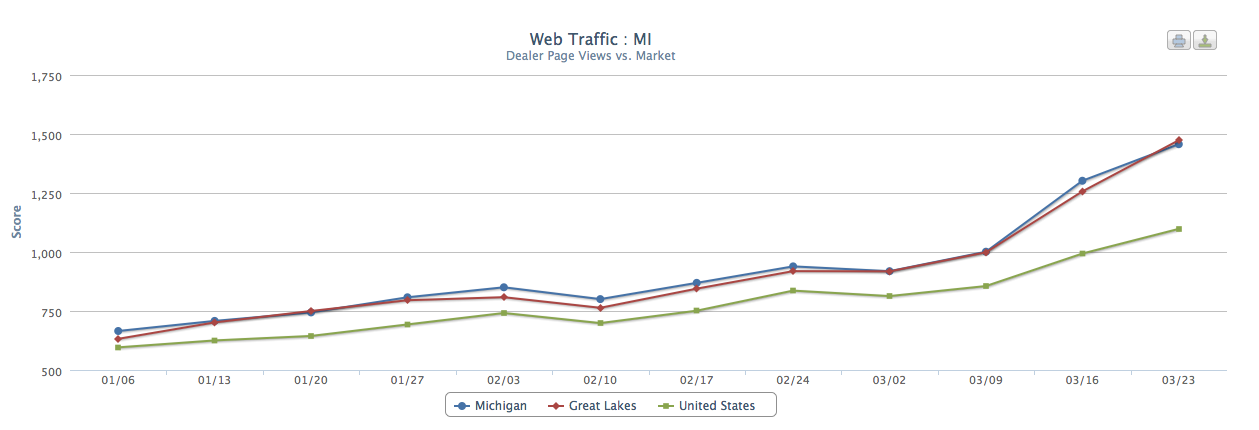 Web Traffic : MI
Dealer Page Views vs. Market
1,750
1,500
1,250
1,000
750
500
Score
01/06 01/13 01/20 01/27 02/03 02/10 02/17 02/24 03/02 03/09 03/16 03/23
Michigan Great Lakes United States